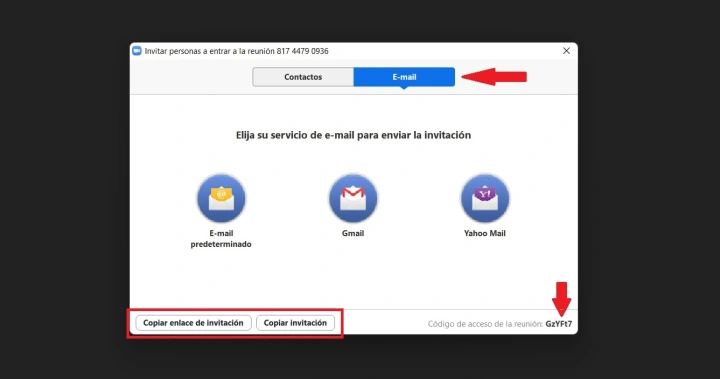 Invitar personas a entrar a la reunión 817 4479 0936
Contactos
E-mail
Elija su servicio de e-mail para enviar la invitación
E-mail
predeterminado
Gmail
Yahoo Mail
Copiar enlace de invitación
Copiar invitación
Código de acceso de la reunión: GzYFt7